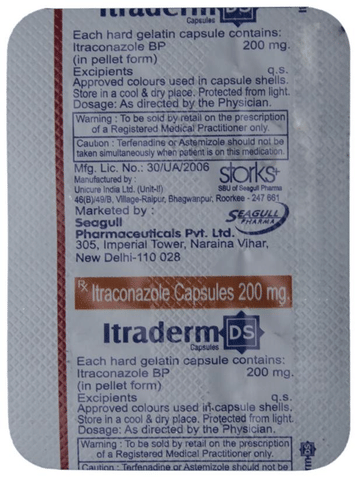 Itraderm DS
Capsules
Each hard gelatin capsule contains:
Itraconazole BP 200 mg.
(in pellet form)
Excipients q.s.
Approved colours used in capsule shells.
Store in a cool & dry place. Protected from light.
Dosage: As directed by the Physician.
Warning : To be sold by retail on the prescription
of a Registered Medical Practitioner only.
Caution : Terfenadine or Astemizole should not be
taken simultaneously when patient is on this medication.
Mfg. Lic. No.: 30/UA/2006
Manufactured by :
Unicure India Ltd. (Unit-II)
46(B)/49/B, Village-Raipur, Bhagwanpur, Roorkee - 247 661
storks+
SBU of Seagull Pharma
Marketed by :
Seagull
Pharmaceuticals Pvt. Ltd.
305, Imperial Tower, Naraina Vihar,
New Delhi-110 028
SEAGULL
PHARMA
Rx Itraconazole Capsules 200 mg.
Itraderm DS
Capsules
Each hard gelatin capsule contains:
Itraconazole BP 200 mg.
(in pellet form)
Excipients q.s.
Approved colours used in capsule shells.
Store in a cool & dry place. Protected from light.
Dosage: As directed by the Physician.
Warning : To be sold by retail on the prescription
of a Registered Medical Practitioner only.
Caution : Terfenadine or Astemizole should not be